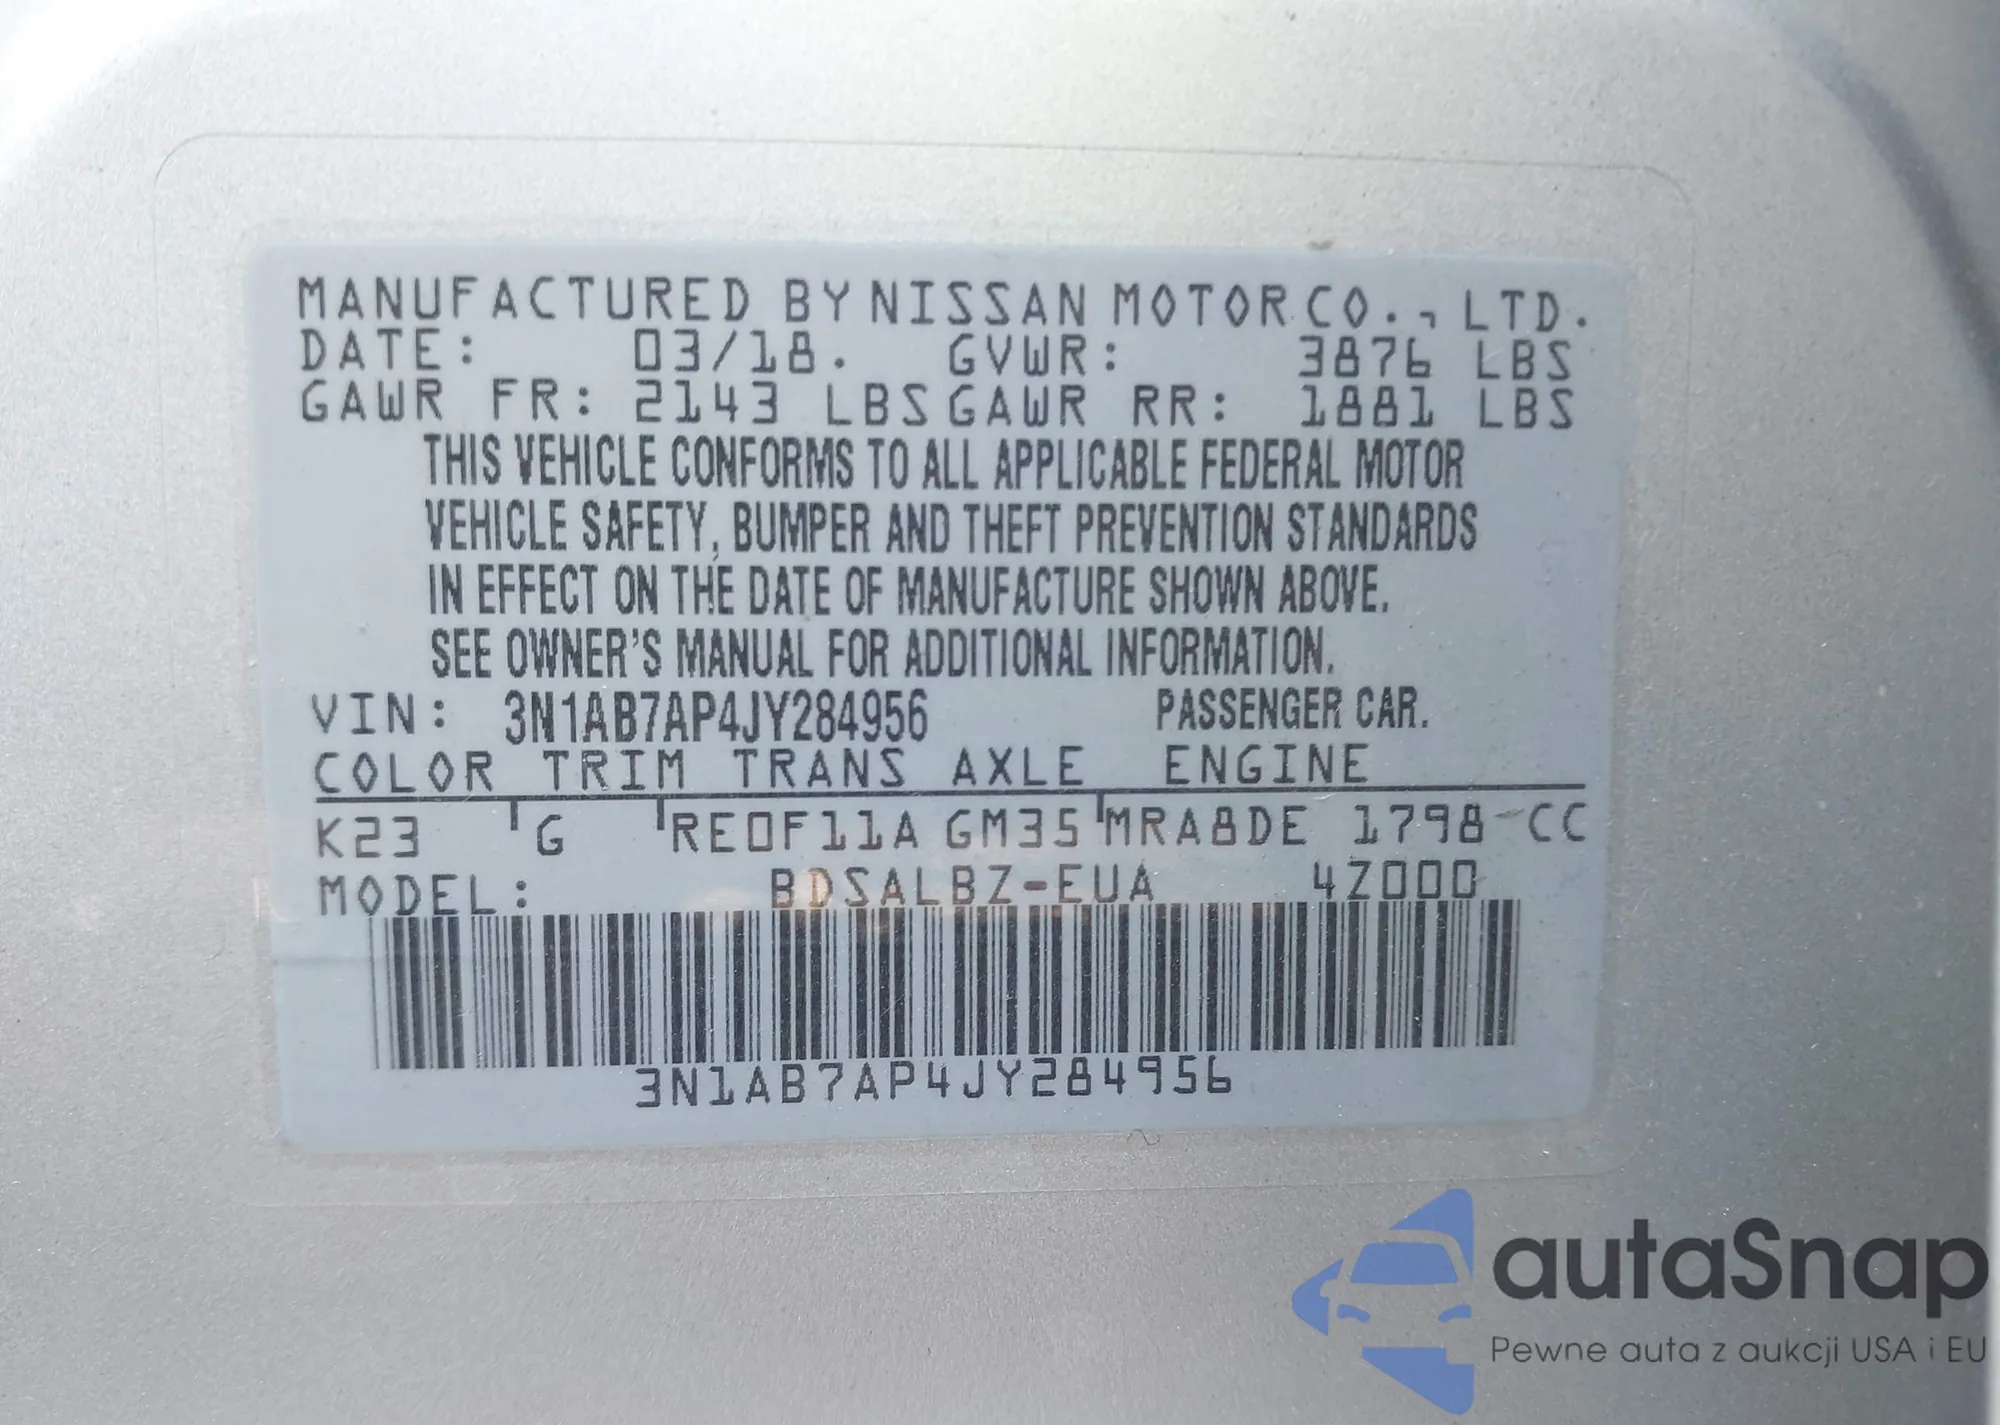 MANUFACTURED BY NISSAN MOTOR CO., LTD.
DATE: 03/18. GVWR: 3876 LBS
GAWR FR: 2143 LBS GAWR RR: 1881 LBS
THIS VEHICLE CONFORMS TO ALL APPLICABLE FEDERAL MOTOR
VEHICLE SAFETY, BUMPER AND THEFT PREVENTION STANDARDS
IN EFFECT ON THE DATE OF MANUFACTURE SHOWN ABOVE.
SEE OWNER'S MANUAL FOR ADDITIONAL INFORMATION.
VIN: 3N1AB7AP4JY284956 PASSENGER CAR.
COLOR TRIM TRANS AXLE ENGINE
K23 G RE0F11A GM35 MRA8DE 1798 CC
MODEL: BDSALBZ-EUA 4Z000
3N1AB7AP4JY284956
autaSnap
Pewne auta z aukcji USA i EU